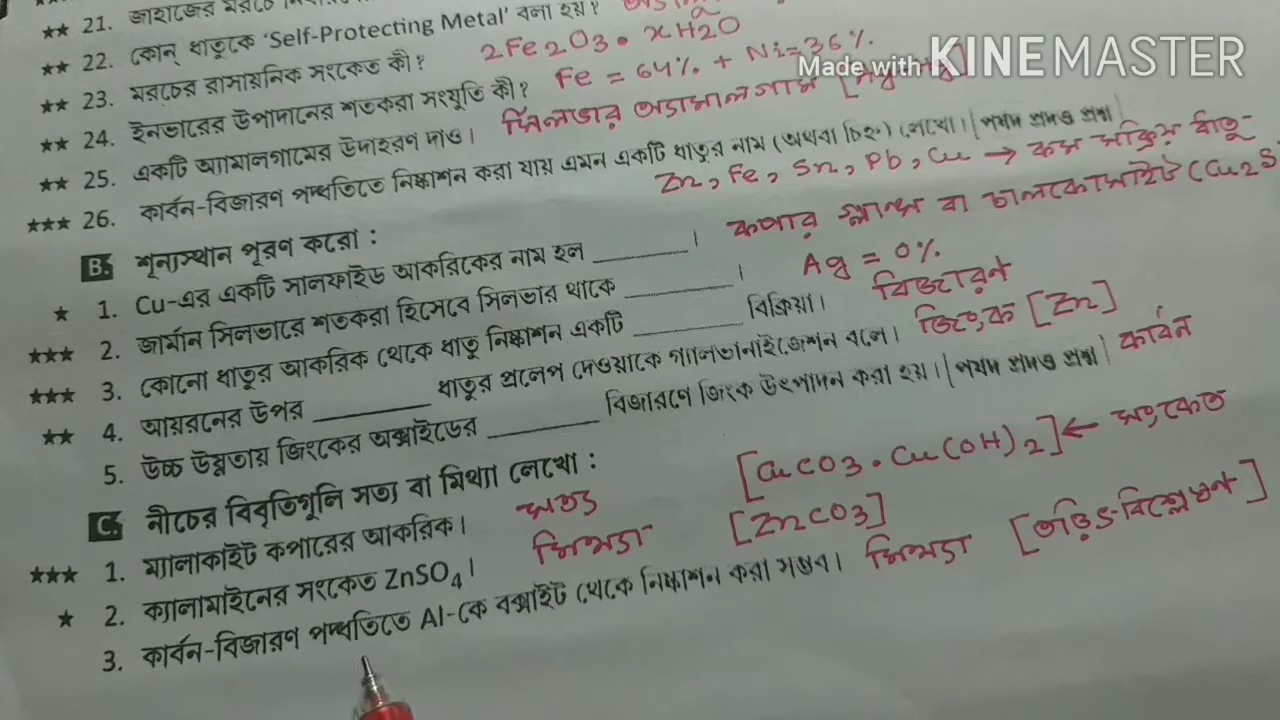 ★★ 21. জাহাজের মরচে
★★ 22. কোন্ ধাতুকে ‘Self-Protecting Metal’ বলা হয়?
★★ 23. মরচের রাসায়নিক সংকেত কী? 2Fe2O3 • xH2O
★★ 24. ইনভারের উপাদানের শতকরা সংযুতি কী? Fe = 64% + Ni=36%.
★★ 25. একটি অ্যামালগামের উদাহরণ দাও। সিলভার অ্যামালগাম
★★★ 26. কার্বন-বিজারণ পদ্ধতিতে নিষ্কাশন করা যায় এমন একটি ধাতুর নাম (অথবা চিহ্ন) লেখো। [পর্ষদ প্রদত্ত প্রশ্ন]
Zn, Fe, Sn, Pb, Cu → কম সক্রিয় ধাতু-
B. শূন্যস্থান পূরণ করো :
★ 1. Cu-এর একটি সালফাইড আকরিকের নাম হল ______। কপার গ্লান্স বা চালকোসাইট (Cu2S
★★★ 2. জার্মান সিলভারে শতকরা হিসেবে সিলভার থাকে ______। Ag = 0%.
★★★ 3. কোনো ধাতুর আকরিক থেকে ধাতু নিষ্কাশন একটি ______ বিক্রিয়া। বিজারণ
★★ 4. আয়রনের উপর ______ ধাতুর প্রলেপ দেওয়াকে গ্যালভানাইজেশন বলে। জিংক [Zn]
5. উচ্চ উষ্ণতায় জিংকের অক্সাইডের ______ বিজারণে জিংক উৎপাদন করা হয়। [পর্ষদ প্রদত্ত প্রশ্ন] কার্বন
C. নীচের বিবৃতিগুলি সত্য বা মিথ্যা লেখো :
★★★ 1. ম্যালাকাইট কপারের আকরিক। সত্য [CuCO3 • Cu(OH)2] ← সংকেত
★ 2. ক্যালামাইনের সংকেত ZnSO4। মিথ্যা [ZnCO3]
3. কার্বন-বিজারণ পদ্ধতিতে Al-কে বক্সাইট থেকে নিষ্কাশন করা সম্ভব। মিথ্যা [তড়িৎ-বিশ্লেষণ]
Made with KINEMASTER